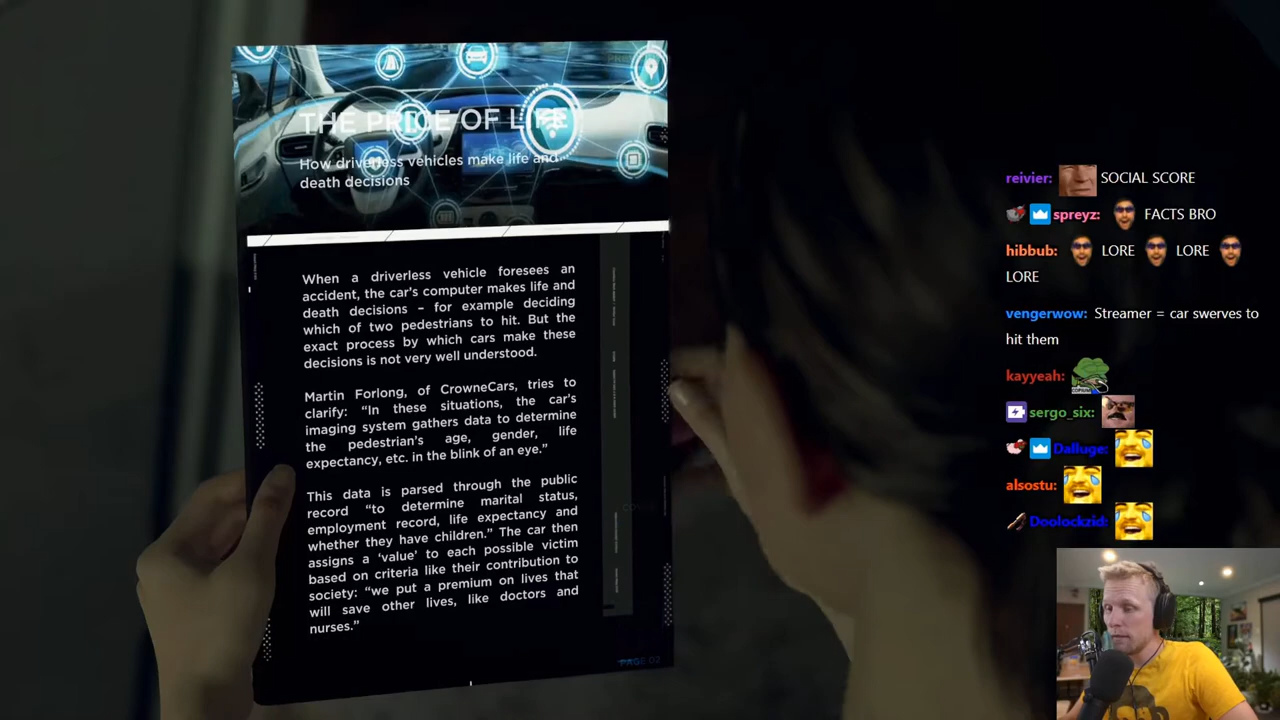 THE PRICE OF LIFE
How driverless vehicles make life and
death decisions
When a driverless vehicle foresees an
accident, the car's computer makes life and
death decisions – for example deciding
which of two pedestrians to hit. But the
exact process by which cars make these
decisions is not very well understood.
Martin Forlong, of CrowneCars, tries to
clarify: “In these situations, the car's
imaging system gathers data to determine
the pedestrian's age, gender, life
expectancy, etc. in the blink of an eye.”
This data is parsed through the public
record “to determine marital status,
employment record, life expectancy and
whether they have children.” The car then
assigns a ‘value’ to each possible victim
based on criteria like their contribution to
society: “we put a premium on lives that
will save other lives, like doctors and
nurses.”
PAGE 02
reivier: SOCIAL SCORE
spreyz: FACTS BRO
hibbub: LORE LORE
LORE
vengerwow: Streamer = car swerves to
hit them
kayyeah:
sergo_six:
Dalluge:
alsostu:
Doolockzid: